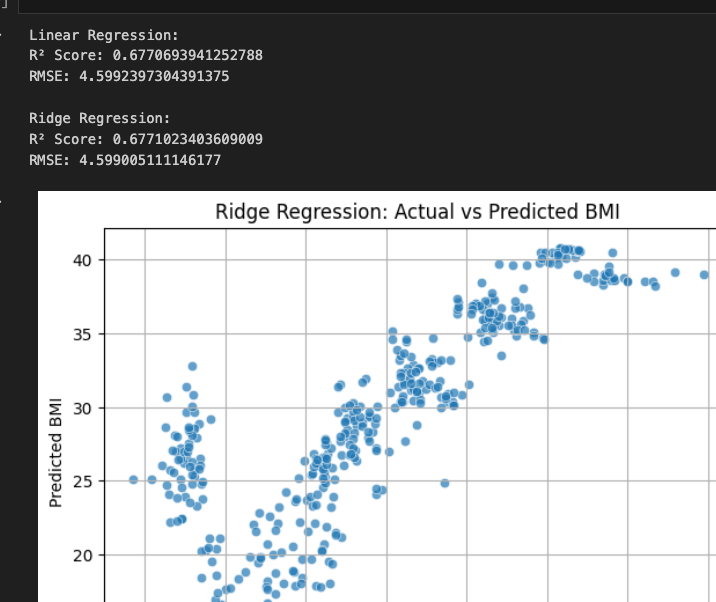 Linear Regression:
R² Score: 0.6770693941252788
RMSE: 4.5992397304391375
Ridge Regression:
R² Score: 0.6771023403609009
RMSE: 4.599005111146177
Ridge Regression: Actual vs Predicted BMI
40
35
30
25
20
Predicted BMI